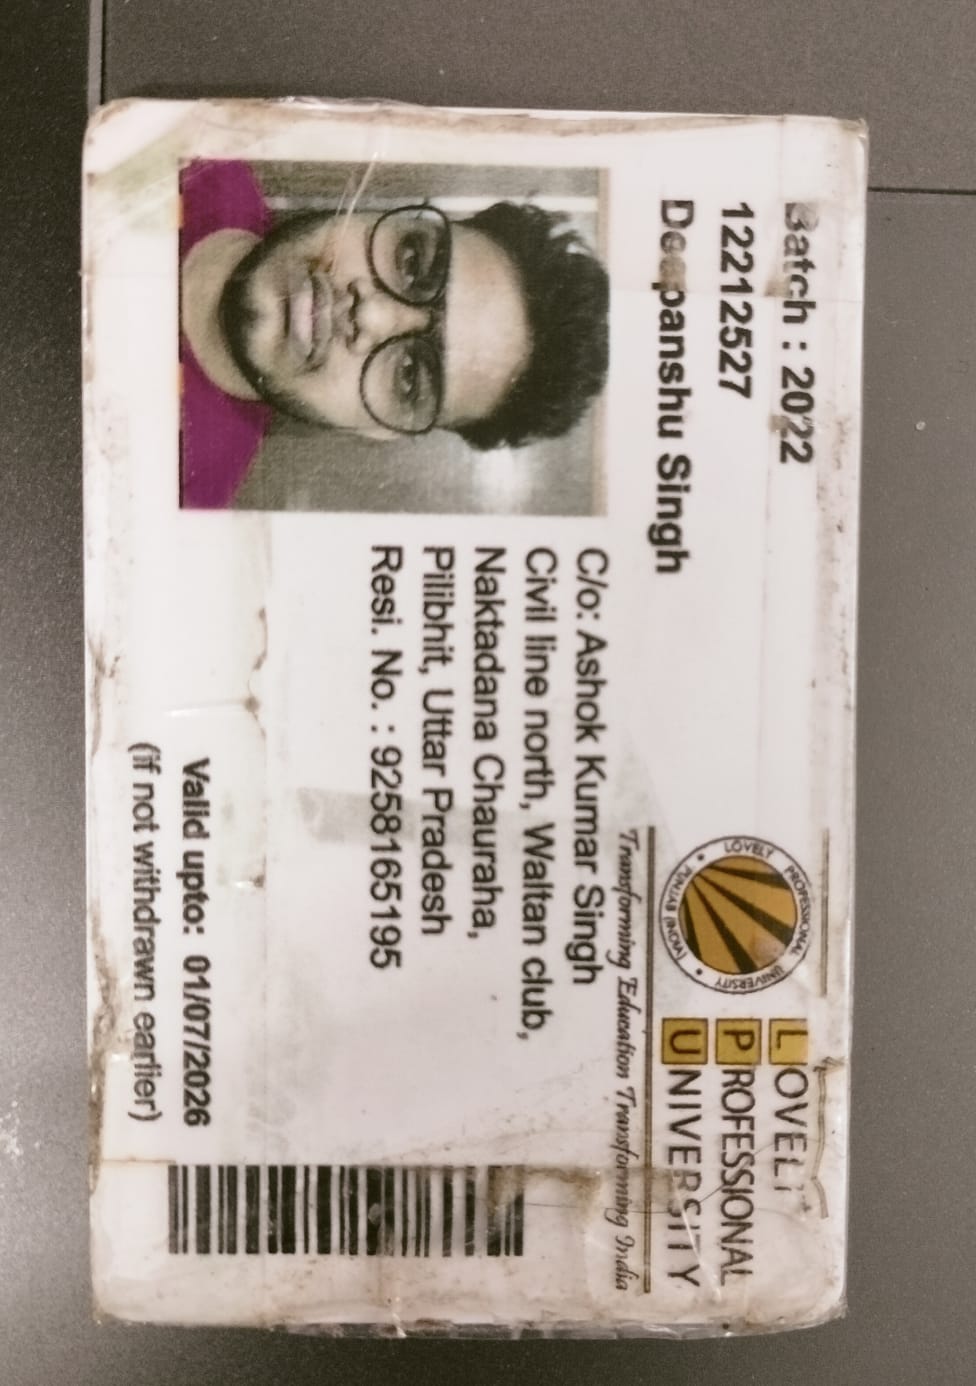 Batch : 2022
12212527
Deepanshu Singh
LOVELY
PROFESSIONAL
UNIVERSITY
LOVELY PROFESSIONAL UNIVERSITY
PUNJAB (INDIA)
Transforming Education Transforming India
C/o: Ashok Kumar Singh
Civil line north, Waltan club,
Naktadana Chauraha,
Pilibhit, Uttar Pradesh
Resi. No. : 9258165195
Valid upto: 01/07/2026
(if not withdrawn earlier)